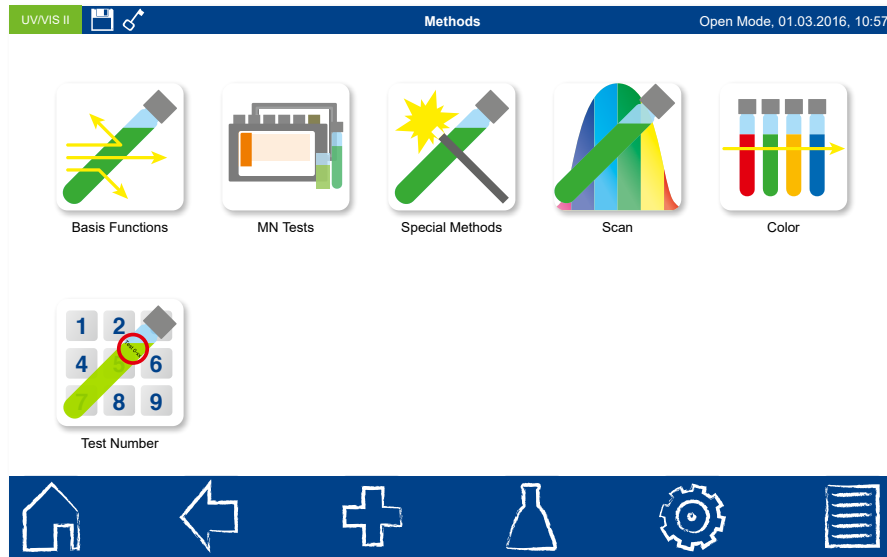 UV/VIS II
Methods
Open Mode, 01.03.2016, 10:57
Basis Functions
MN Tests
Special Methods
Scan
Color
1 2
4 5 6
7 8 9
Test Number